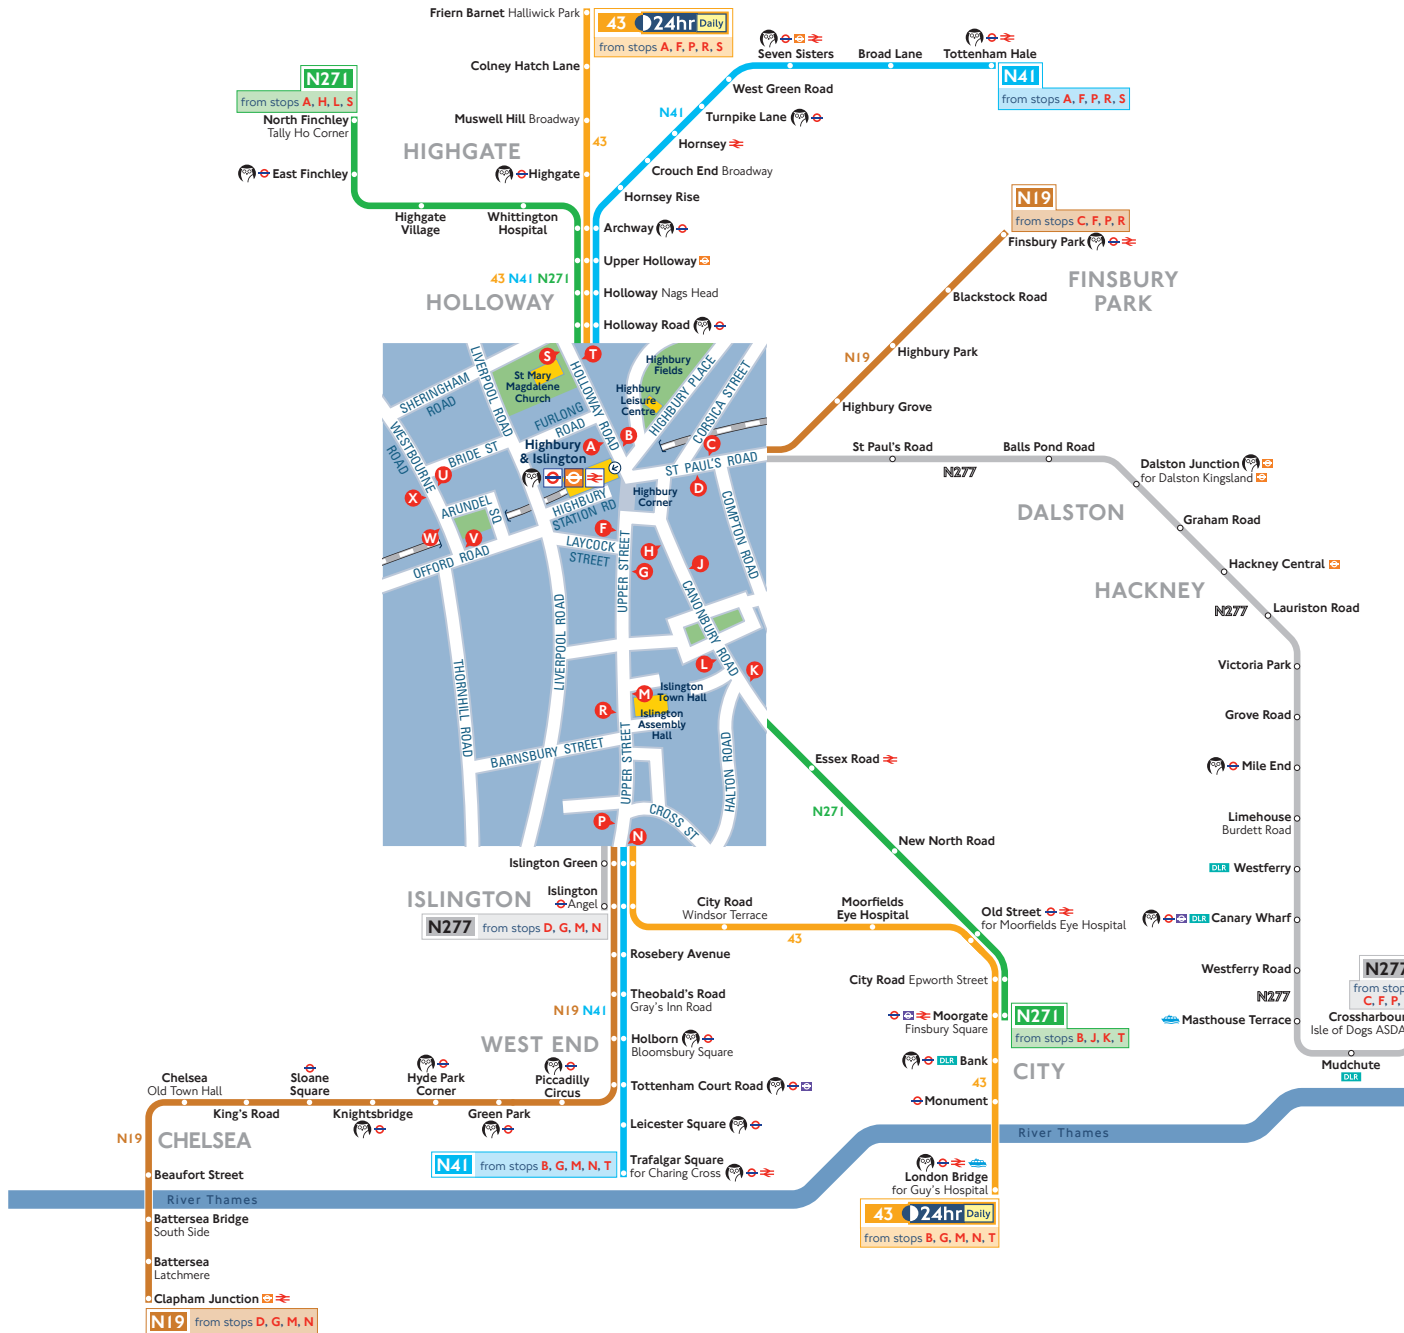 Friern Barnet Halliwick Park
43 24hr Daily
from stops A, F, P, R, S
Colney Hatch Lane
Muswell Hill Broadway
43
HIGHGATE
Highgate
N271
from stops A, H, L, S
North Finchley
Tally Ho Corner
East Finchley
Highgate
Village
Whittington
Hospital
Seven Sisters
Broad Lane
Tottenham Hale
N41
from stops A, F, P, R, S
West Green Road
N41
Turnpike Lane
Hornsey
Crouch End Broadway
Hornsey Rise
Archway
Upper Holloway
43 N41 N271
HOLLOWAY
Holloway Nags Head
Holloway Road
N19
from stops C, F, P, R
Finsbury Park
FINSBURY
PARK
Blackstock Road
N19
Highbury Park
Highbury Grove
St Paul's Road
Balls Pond Road
N277
Dalston Junction
for Dalston Kingsland
DALSTON
Graham Road
HACKNEY
Hackney Central
N277
Lauriston Road
Victoria Park
Grove Road
Mile End
Limehouse
Burdett Road
DLR Westferry
DLR Canary Wharf
Westferry Road
N277
Masthouse Terrace
N277
from stop
C, F, P,
Crossharbour
Isle of Dogs ASDA
Mudchute
DLR
S
T
LIVERPOOL ROAD
SHERINGHAM
ROAD
St Mary
Magdalene
Church
HOLLOWAY ROAD
Highbury
Fields
Highbury
Leisure
Centre
HIGHBURY PLACE
CORSICA STREET
FURLONG
ROAD
WESTBOURNE
ROAD
BRIDE ST
Highbury
& Islington
A
B
C
U
X
ST PAUL'S ROAD
D
ARUNDEL
SQ
HIGHBURY
STATION RD
Highbury
Corner
COMPTON ROAD
W
V
OFFORD ROAD
F
LAYCOCK
STREET
H
G
J
UPPER STREET
CANONBURY ROAD
LIVERPOOL ROAD
THORNHILL ROAD
L
K
M
Islington
Town Hall
R
Islington
Assembly
Hall
BARNSBURY STREET
UPPER STREET
HALTON ROAD
CROSS ST
P
N
Essex Road
N271
New North Road
Old Street
for Moorfields Eye Hospital
Islington Green
ISLINGTON
Islington
Angel
N277
from stops D, G, M, N
City Road
Windsor Terrace
Moorfields
Eye Hospital
43
City Road Epworth Street
Moorgate
Finsbury Square
N271
from stops B, J, K, T
DLR Bank
CITY
43
Monument
River Thames
London Bridge
for Guy's Hospital
43 24hr Daily
from stops B, G, M, N, T
Rosebery Avenue
Theobald's Road
Gray's Inn Road
N19 N41
WEST END
Holborn
Bloomsbury Square
Tottenham Court Road
Leicester Square
N41
from stops B, G, M, N, T
Trafalgar Square
for Charing Cross
Chelsea
Old Town Hall
King's Road
Sloane
Square
Knightsbridge
Hyde Park
Corner
Green Park
Piccadilly
Circus
N19
CHELSEA
Beaufort Street
River Thames
Battersea Bridge
South Side
Battersea
Latchmere
Clapham Junction
N19
from stops D, G, M, N